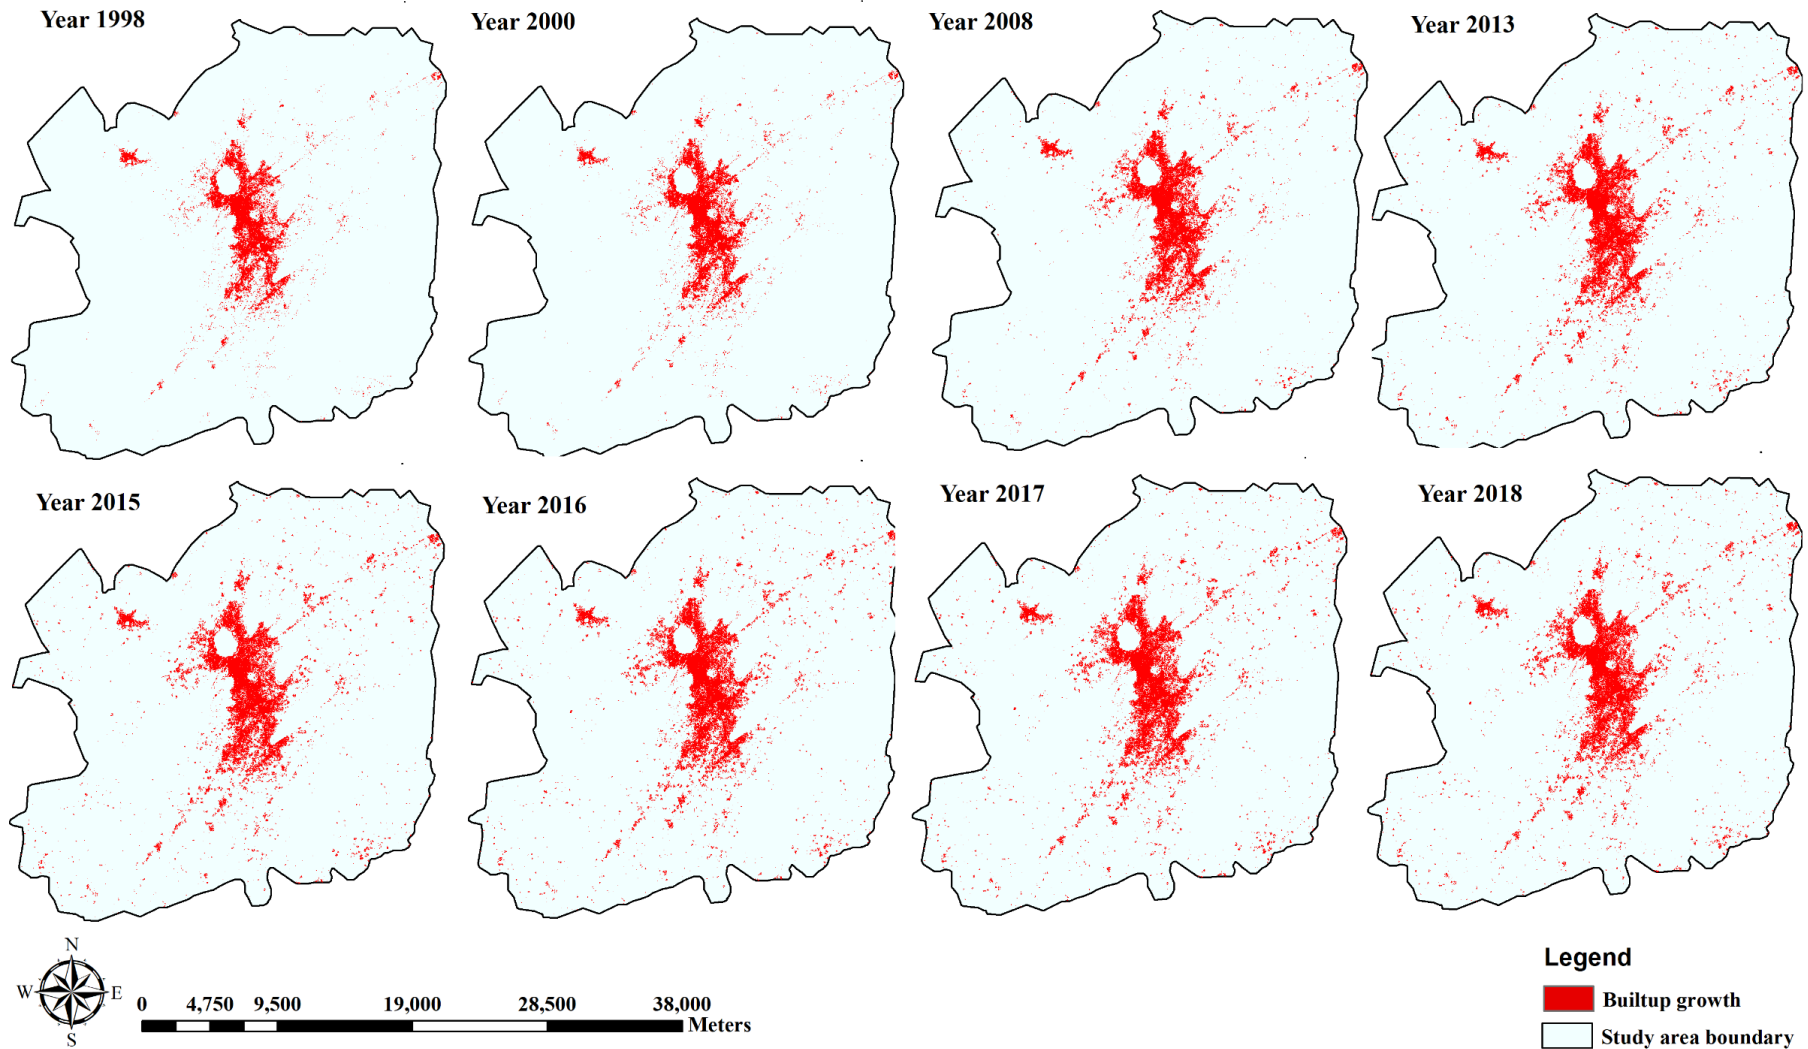 Year 1998
Year 2000
Year 2008
Year 2013
Year 2015
Year 2016
Year 2017
Year 2018
N
W E
S
0 4,750 9,500 19,000 28,500 38,000
Meters
Legend
Builtup growth
Study area boundary